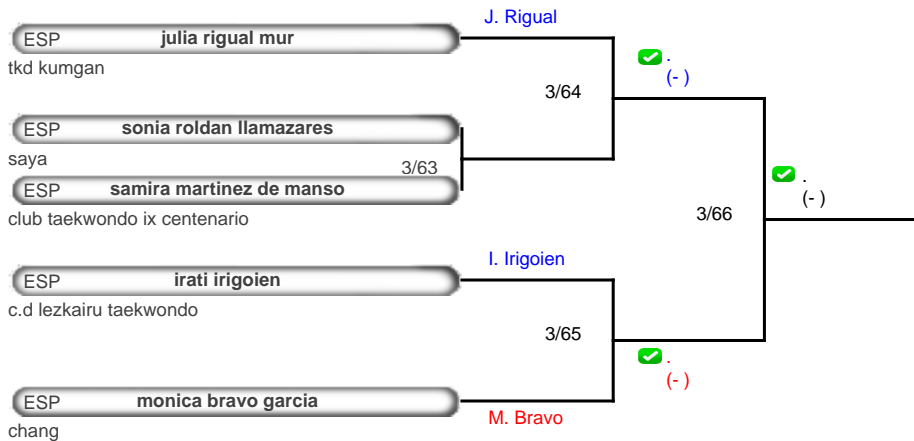 J. Rigual
ESP julia rigual mur
tkd kumgan
.
(- )
3/64
ESP sonia roldan llamazares
saya
3/63
ESP samira martinez de manso
club taekwondo ix centenario
.
(- )
3/66
I. Irigoien
ESP irati irigoien
c.d lezkairu taekwondo
3/65
.
(- )
ESP monica bravo garcia
M. Bravo
chang